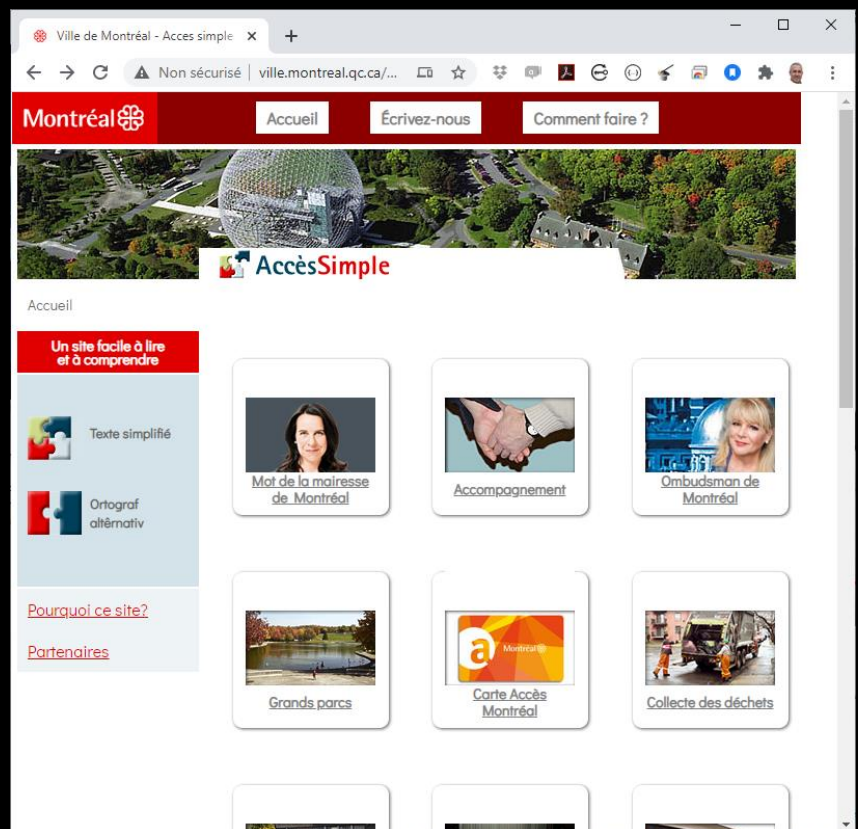 Ville de Montréal - Acces simple
Non sécurisé
ville.montreal.qc.ca/...
Montréal
Accueil
Écrivez-nous
Comment faire ?
AccèsSimple
Accueil
Un site facile à lire
et à comprendre
Texte simplifié
Ortograf
altêrnativ
Pourquoi ce site?
Partenaires
Mot de la mairesse
de Montréal
Accompagnement
Ombudsman de
Montréal
Grands parcs
a
Montréal
Carte Accès
Montréal
Collecte des déchets